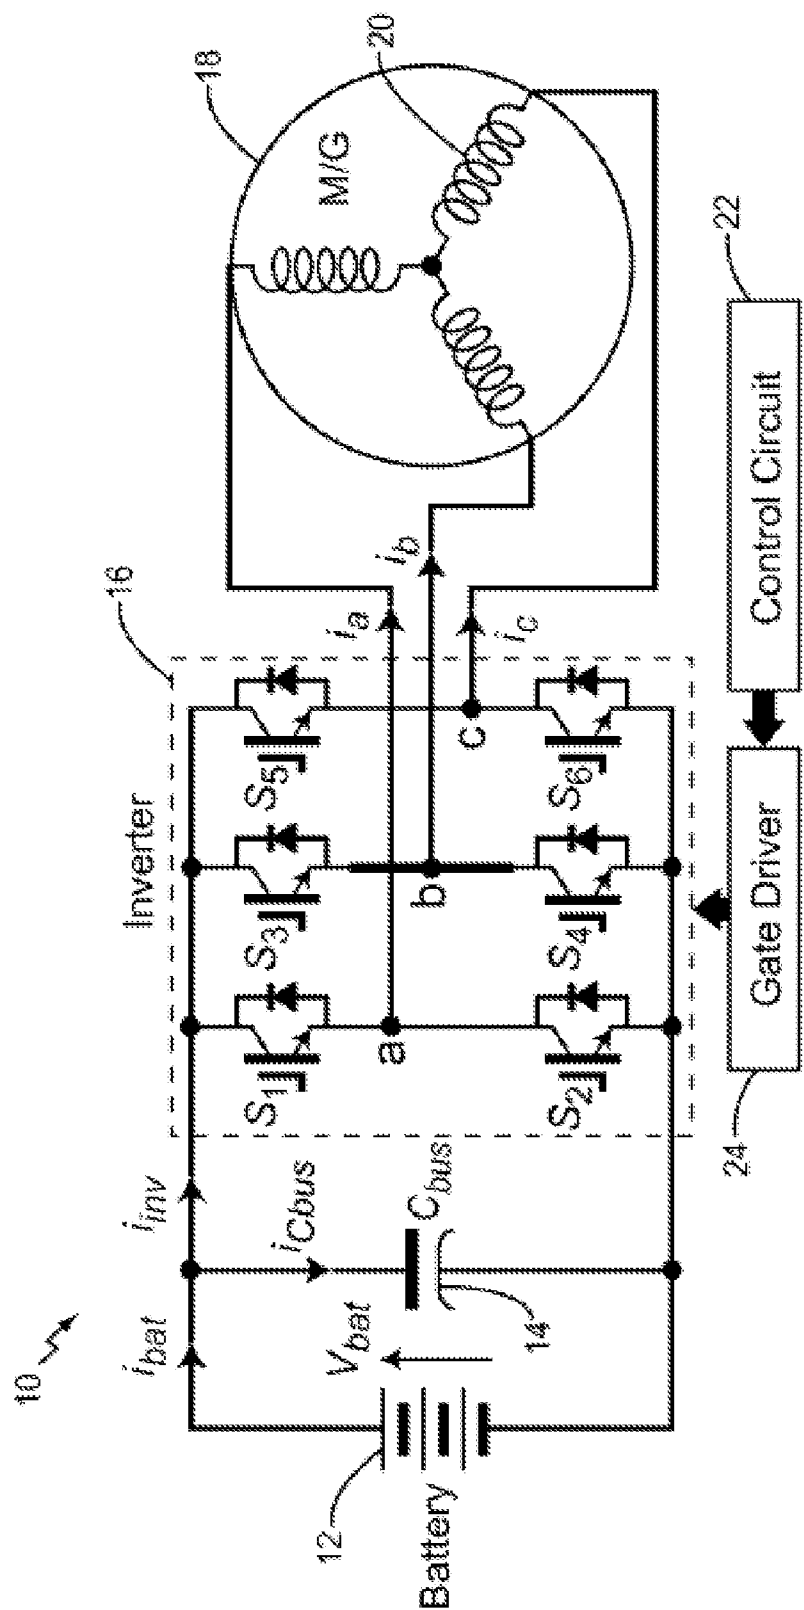 10
i_bat
i_inv
Inverter
16
18
20
12
Battery
V_bat
i_Cbus
C_bus
14
S1
S3
S5
a
b
c
S2
S4
S6
i_a
i_b
i_c
M/G
24
Gate Driver
Control Circuit
22